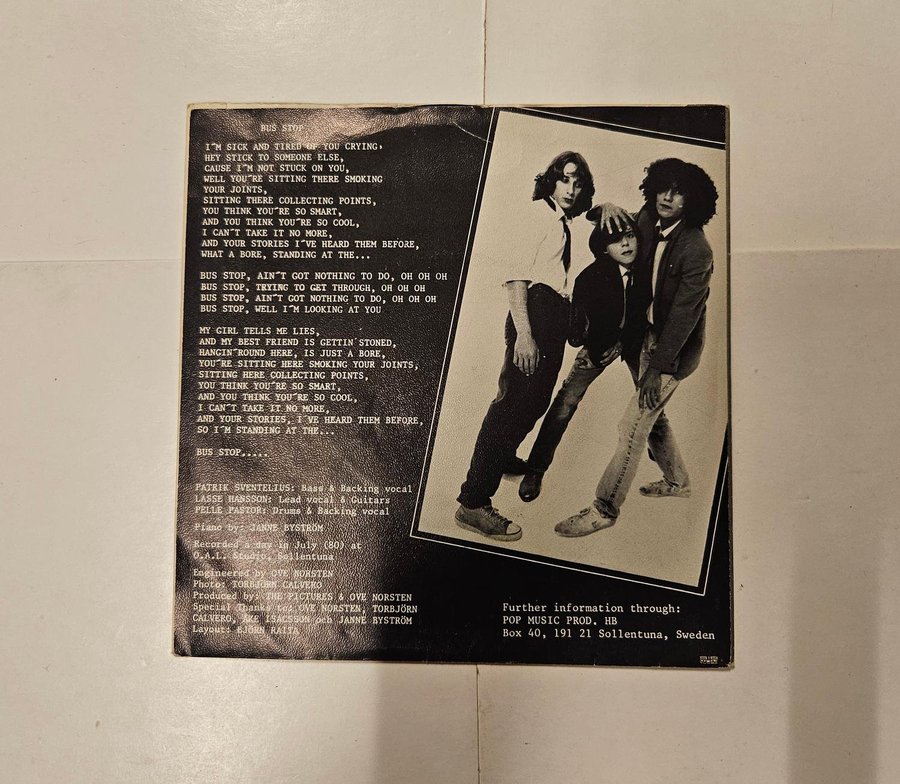 BUS STOP
I´M SICK AND TIRED OF YOU CRYING,
HEY STICK TO SOMEONE ELSE,
CAUSE I´M NOT STUCK ON YOU,
WELL YOU´RE SITTING THERE SMOKING
YOUR JOINTS,
SITTING THERE COLLECTING POINTS,
YOU THINK YOU´RE SO SMART,
AND YOU THINK YOU´RE SO COOL,
I CAN´T TAKE IT NO MORE,
AND YOUR STORIES I´VE HEARD THEM BEFORE,
WHAT A BORE, STANDING AT THE...
BUS STOP, AIN´T GOT NOTHING TO DO, OH OH OH
BUS STOP, TRYING TO GET THROUGH, OH OH OH
BUS STOP, AIN´T GOT NOTHING TO DO, OH OH OH
BUS STOP, WELL I´M LOOKING AT YOU
MY GIRL TELLS ME LIES,
AND MY BEST FRIEND IS GETTIN´STONED,
HANGIN´ROUND HERE, IS JUST A BORE,
YOU´RE SITTING HERE SMOKING YOUR JOINTS,
SITTING HERE COLLECTING POINTS,
YOU THINK YOU´RE SO SMART,
AND YOU THINK YOU´RE SO COOL,
I CAN´T TAKE IT NO MORE,
AND YOUR STORIES, I´VE HEARD THEM BEFORE,
SO I´M STANDING AT THE...
BUS STOP.....
PATRIK SVENTELIUS: Bass & Backing vocal
LASSE HANSSON: Lead vocal & Guitars
PELLE PASTOR: Drums & Backing vocal
Piano by: JANNE BYSTRÖM
Recorded a day in July (80) at
O.A.L. Studio, Sollentuna
Engineered by OVE NORSTEN
Photo: TORBJÖRN CALVERO
Produced by: THE PICTURES & OVE NORSTEN
Special Thanks to: OVE NORSTEN, TORBJÖRN
CALVERO, ÅKE ISACSSON och JANNE BYSTRÖM
Layout: BJÖRN RAITA
Further information through:
POP MUSIC PROD. HB
Box 40, 191 21 Sollentuna, Sweden